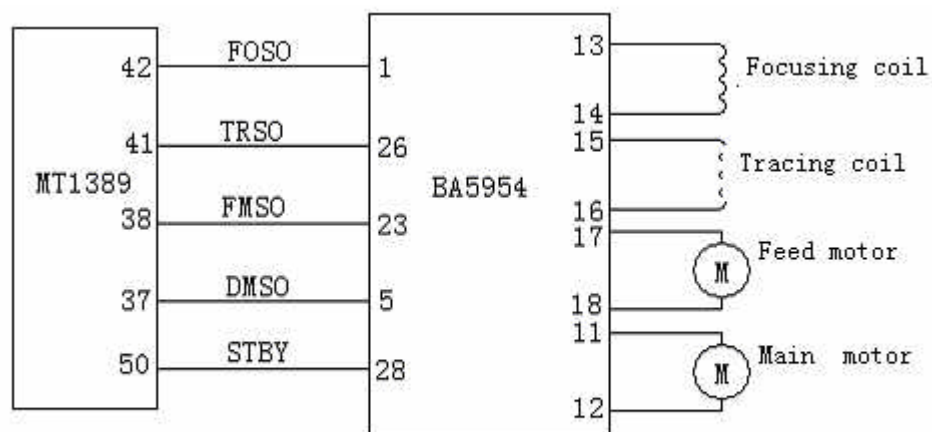 MT1389
42
FOSO
1
41
TRSO
26
38
FMSO
23
37
DMSO
5
50
STBY
28
BA5954
13
14
Focusing coil
15
16
Tracing coil
17
18
M
Feed motor
11
12
M
Main motor